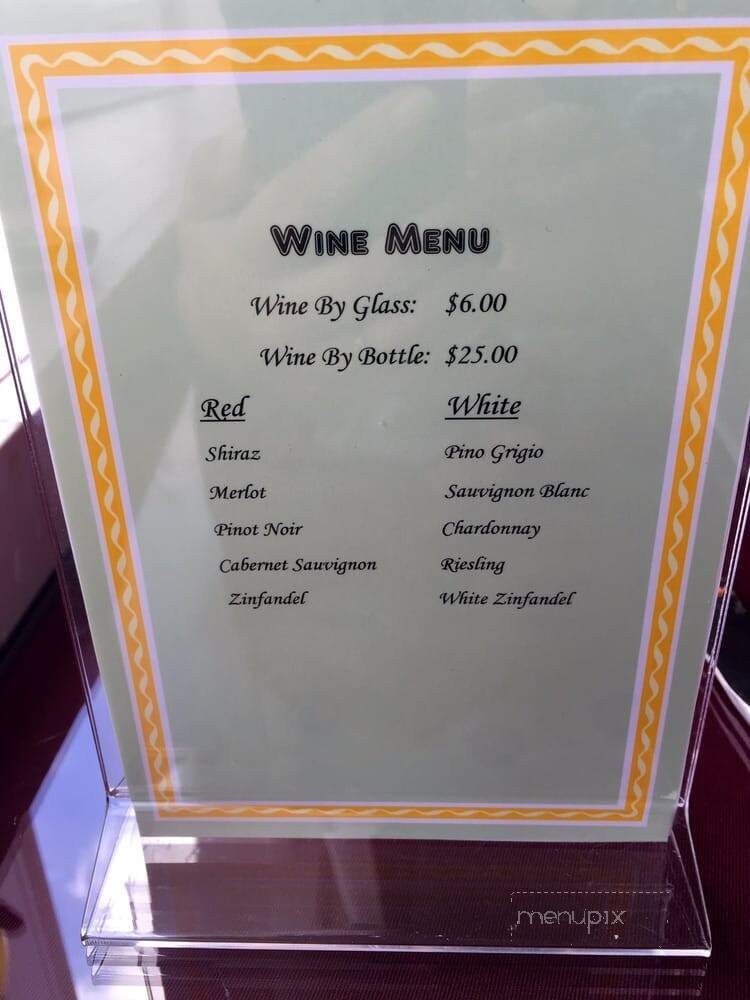 Wine Menu
Wine By Glass: $6.00
Wine By Bottle: $25.00
Red White
Shiraz Pino Grigio
Merlot Sauvignon Blanc
Pinot Noir Chardonnay
Cabernet Sauvignon Riesling
Zinfandel White Zinfandel
menupix